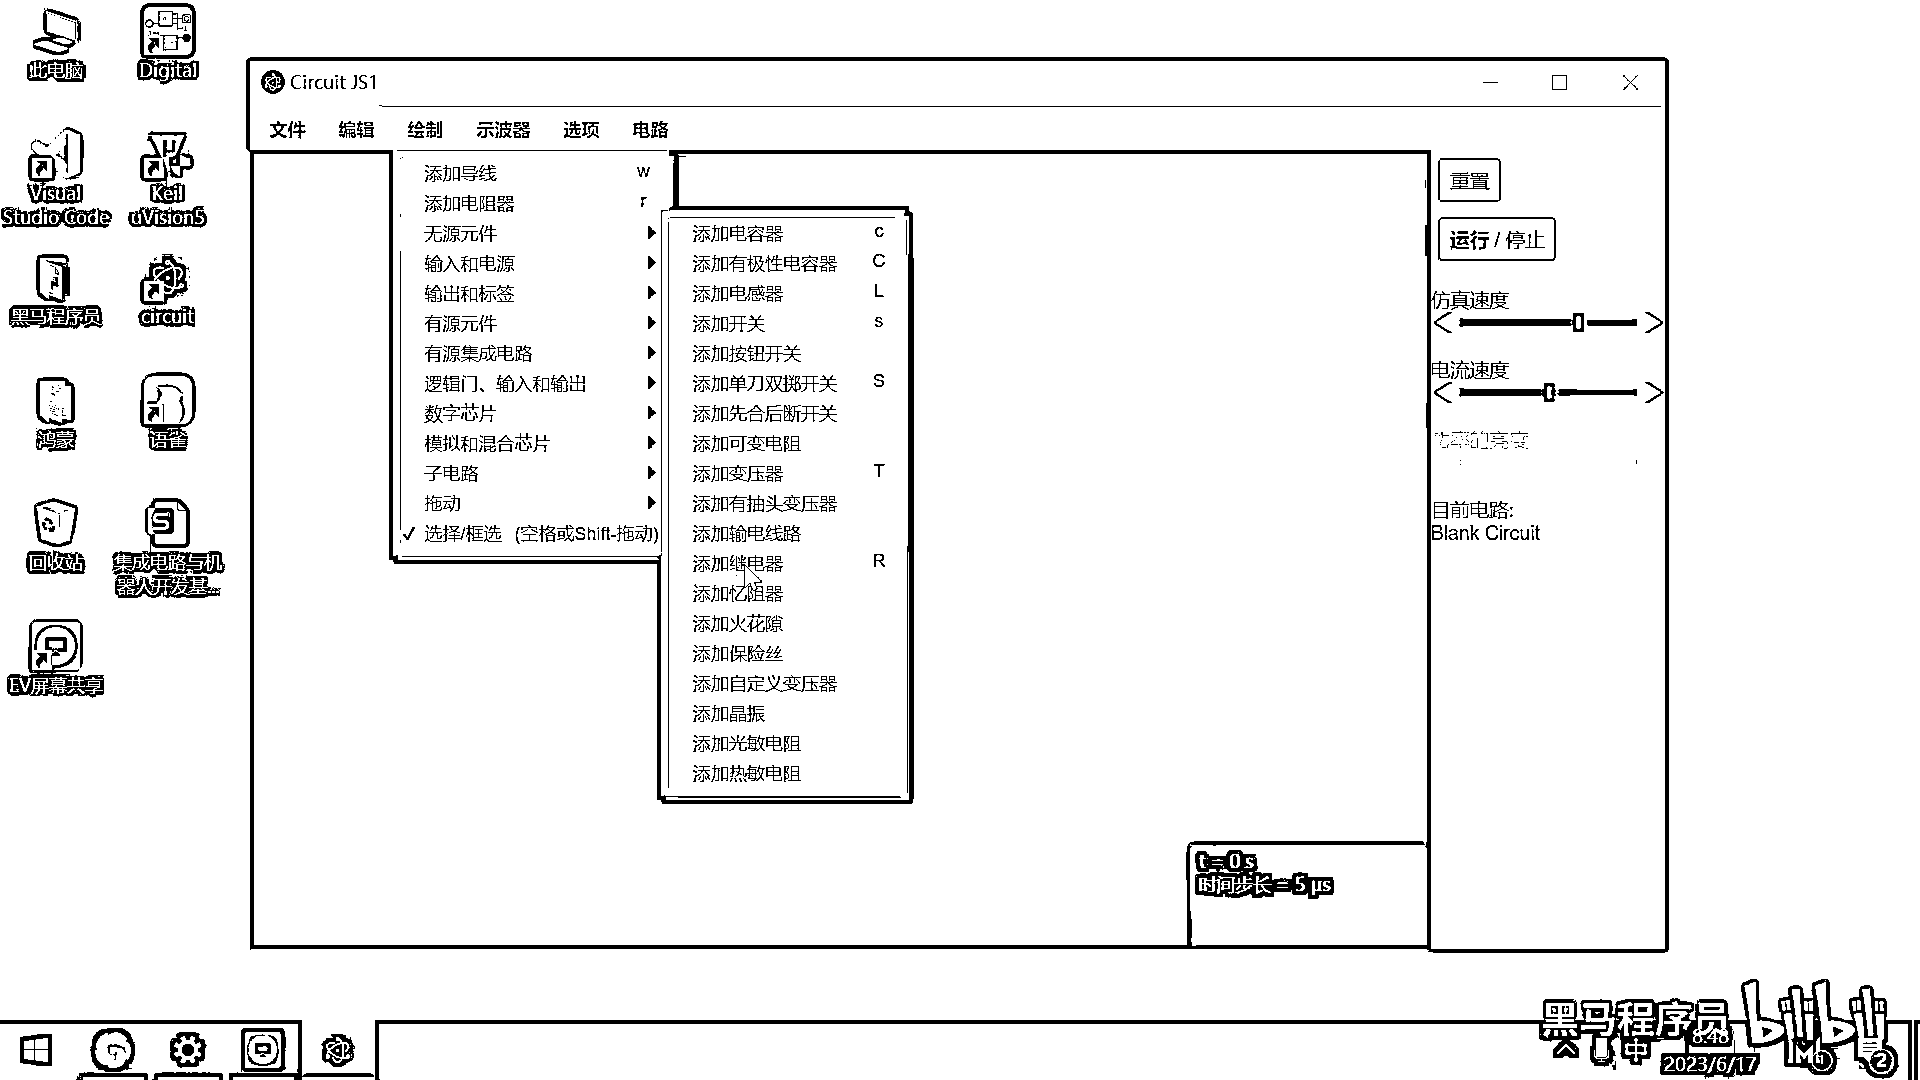 此电脑
Digital
Visual
Studio Code
Keil
uVision5
黑马程序员
circuit
鸿蒙
语雀
回收站
集成电路与机
器人开发基...
EV屏幕共享
Circuit JS1
文件 编辑 绘制 示波器 选项 电路
添加导线 w
添加电阻器 r
无源元件
输入和电源
输出和标签
有源元件
有源集成电路
逻辑门、输入和输出
数字芯片
模拟和混合芯片
子电路
拖动
✓ 选择/框选 (空格或Shift-拖动)
添加电容器 c
添加有极性电容器 C
添加电感器 L
添加开关 s
添加按钮开关
添加单刀双掷开关 S
添加先合后断开关
添加可变电阻
添加变压器 T
添加有抽头变压器
添加输电线路
添加继电器 R
添加忆阻器
添加火花隙
添加保险丝
添加自定义变压器
添加晶振
添加光敏电阻
添加热敏电阻
重置
运行 / 停止
仿真速度
电流速度
目前电路:
Blank Circuit
t = 0 s
时间步长 = 5 µs
黑马程序员 bilibili
中
8:48
2023/6/17
2